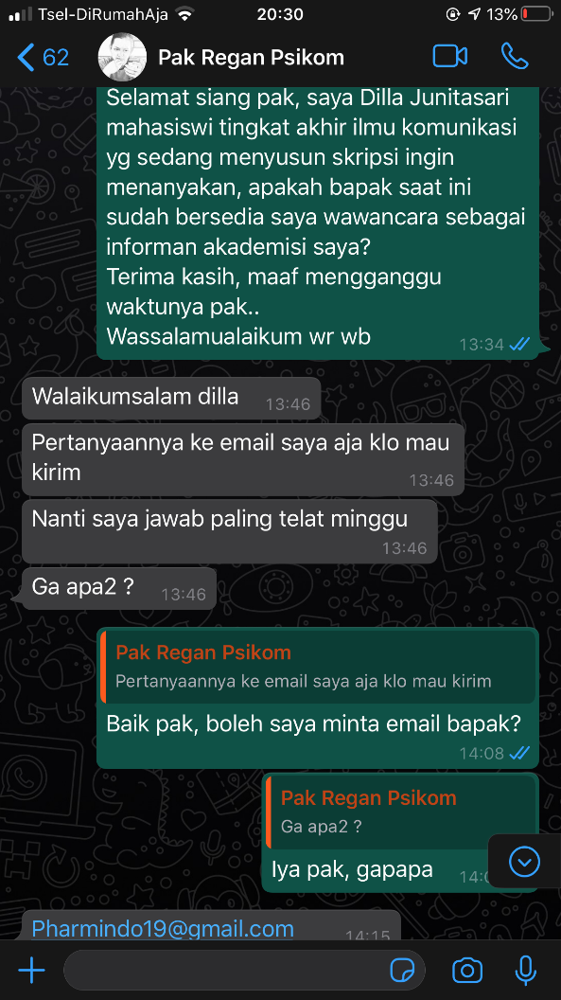 Tsel-DiRumahAja 20:30 13%
62 Pak Regan Psikom
Selamat siang pak, saya Dilla Junitasari
mahasiswi tingkat akhir ilmu komunikasi
yg sedang menyusun skripsi ingin
menanyakan, apakah bapak saat ini
sudah bersedia saya wawancara sebagai
informan akademisi saya?
Terima kasih, maaf mengganggu
waktunya pak..
Wassalamualaikum wr wb
13:34
Walaikumsalam dilla
13:46
Pertanyaannya ke email saya aja klo mau
kirim
13:46
Nanti saya jawab paling telat minggu
13:46
Ga apa2 ?
13:46
Pak Regan Psikom
Pertanyaannya ke email saya aja klo mau kirim
Baik pak, boleh saya minta email bapak?
14:08
Pak Regan Psikom
Ga apa2 ?
Iya pak, gapapa
Pharmindo19@gmail.com
14:15